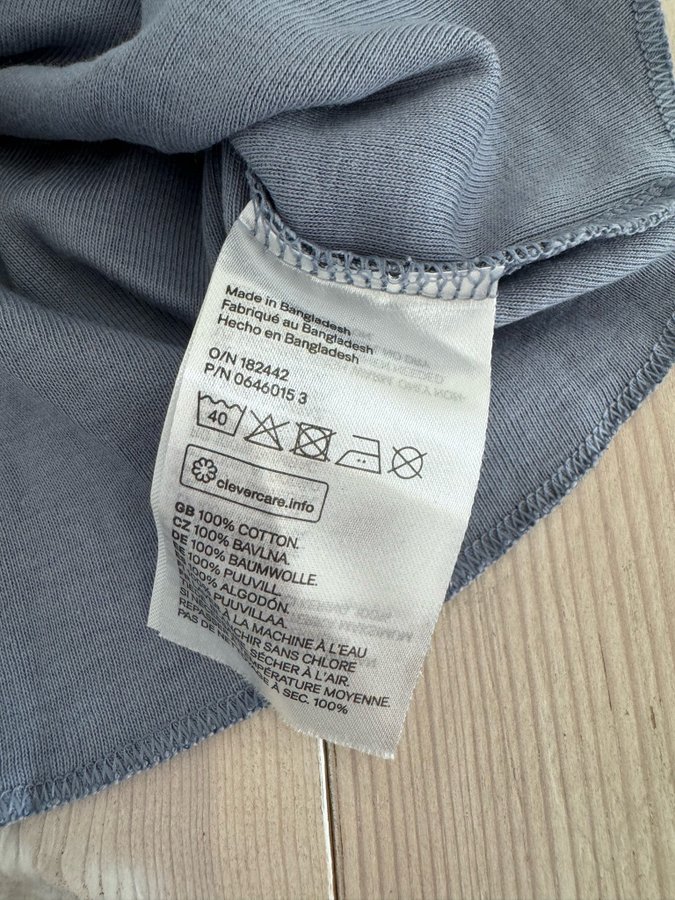 Made in Bangladesh
Fabriqué au Bangladesh
Hecho en Bangladesh
O/N 182442
P/N 0646015 3
40
clevercare.info
GB 100% COTTON.
CZ 100% BAVLNA.
DE 100% BAUMWOLLE.
100% PUUVILL.
100% ALGODÓN.
PUUVILLAA.
À LA MACHINE À L'EAU
SANS CHLORE
PAS DE SÉCHER À L'AIR.
MOYENNE.
À SEC. 100%